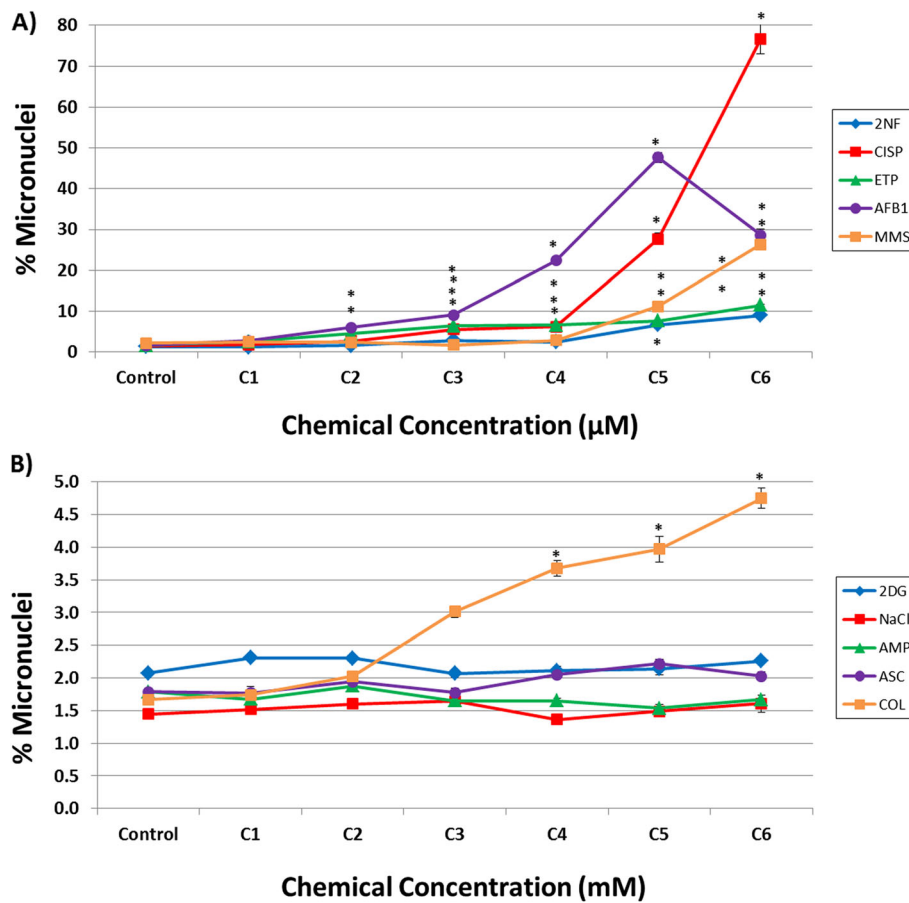 A)
80
70
60
50
40
30
20
10
0
% Micronuclei
* * * * * * * * * * * * * * * * * * * * * * *
Control C1 C2 C3 C4 C5 C6
Chemical Concentration (µM)
2NF
CISP
ETP
AFB1
MMS
B)
5.0
4.5
4.0
3.5
3.0
2.5
2.0
1.5
1.0
0.5
0.0
% Micronuclei
* * *
Control C1 C2 C3 C4 C5 C6
Chemical Concentration (mM)
2DG
NaCl
AMP
ASC
COL